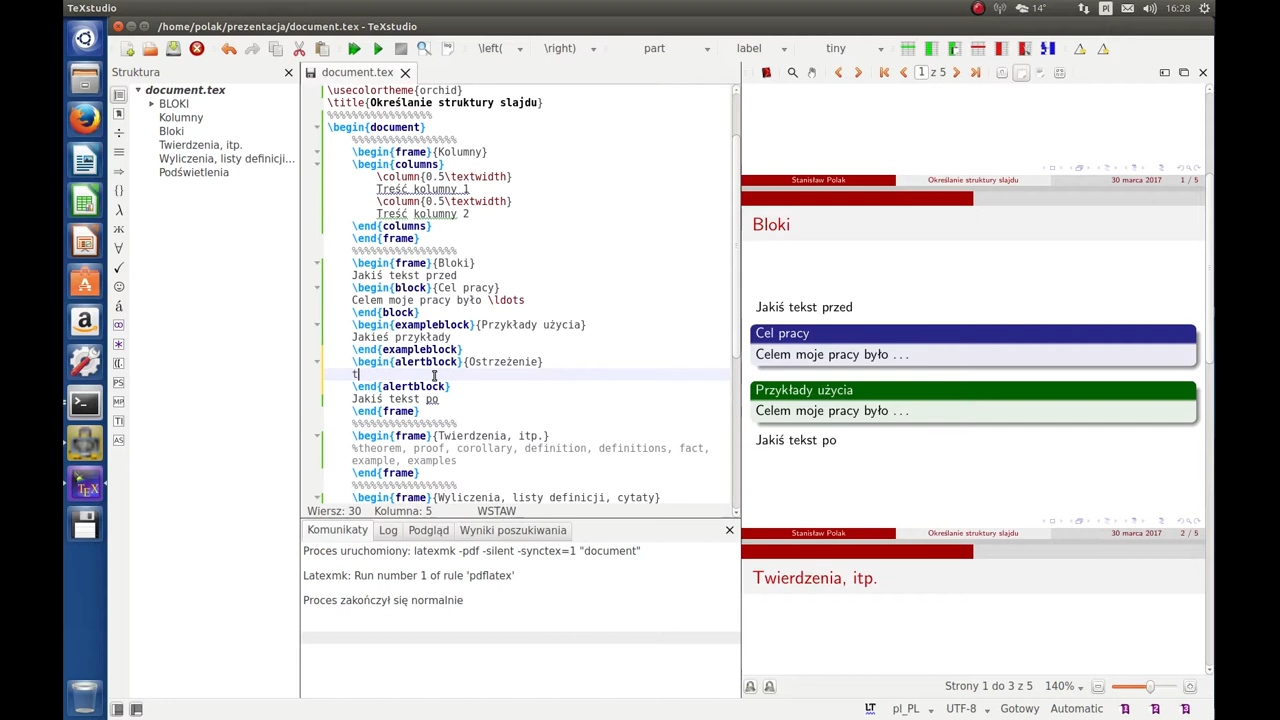 TeXstudio
14°
Pl
16:28
/home/polak/prezentacja/document.tex - TeXstudio
\left(
\right)
part
label
tiny
Struktura
document.tex
1 z 5
document.tex
BLOKI
Kolumny
Bloki
Twierdzenia, itp.
Wyliczenia, listy definicji...
Podświetlenia
\usecolortheme{orchid}
\title{Określanie struktury slajdu}
%%%%%%%%%%%%%%%%%
\begin{document}
%%%%%%%%%%%%%%%%%
\begin{frame}{Kolumny}
\begin{columns}
\column{0.5\textwidth}
Treść kolumny 1
\column{0.5\textwidth}
Treść kolumny 2
\end{columns}
\end{frame}
%%%%%%%%%%%%%%%%%
\begin{frame}{Bloki}
Jakiś tekst przed
\begin{block}{Cel pracy}
Celem moje pracy było \ldots
\end{block}
\begin{exampleblock}{Przykłady użycia}
Jakieś przykłady
\end{exampleblock}
\begin{alertblock}{Ostrzeżenie}
t
\end{alertblock}
Jakiś tekst po
\end{frame}
%%%%%%%%%%%%%%%%%
\begin{frame}{Twierdzenia, itp.}
%theorem, proof, corollary, definition, definitions, fact,
example, examples
\end{frame}
%%%%%%%%%%%%%%%%%
\begin{frame}{Wyliczenia, listy definicji, cytaty}
Wiersz: 30 Kolumna: 5 WSTAW
Komunikaty
Log
Podgląd
Wyniki poszukiwania
Proces uruchomiony: latexmk -pdf -silent -synctex=1 "document"
Latexmk: Run number 1 of rule 'pdflatex'
Proces zakończył się normalnie
Stanisław Polak Określanie struktury slajdu 30 marca 2017 1 / 5
Bloki
Jakiś tekst przed
Cel pracy
Celem moje pracy było . . .
Przykłady użycia
Celem moje pracy było . . .
Jakiś tekst po
Stanisław Polak Określanie struktury slajdu 30 marca 2017 2 / 5
Twierdzenia, itp.
Strony 1 do 3 z 5 140%
LT pl_PL UTF-8 Gotowy Automatic